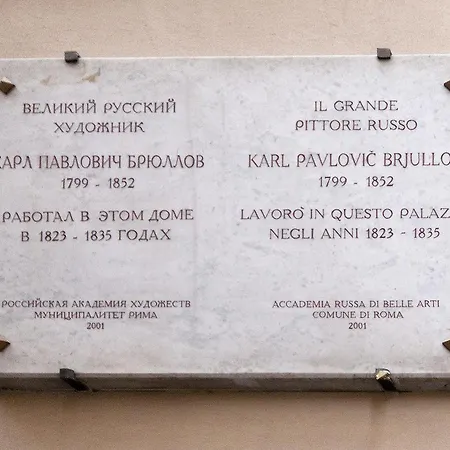 ВЕЛИКИЙ РУССКИЙ
ХУДОЖНИК
КАРЛ ПАВЛОВИЧ БРЮЛЛОВ
1799 - 1852
РАБОТАЛ В ЭТОМ ДОМЕ
В 1823 - 1835 ГОДАХ
РОССИЙСКАЯ АКАДЕМИЯ ХУДОЖЕСТВ
МУНИЦИПАЛИТЕТ РИМА
2001
IL GRANDE
PITTORE RUSSO
KARL PAVLOVIČ BRJULLO
1799 - 1852
LAVORO' IN QUESTO PALAZ
NEGLI ANNI 1823 - 1835
ACCADEMIA RUSSA DI BELLE ARTI
COMUNE DI ROMA
2001